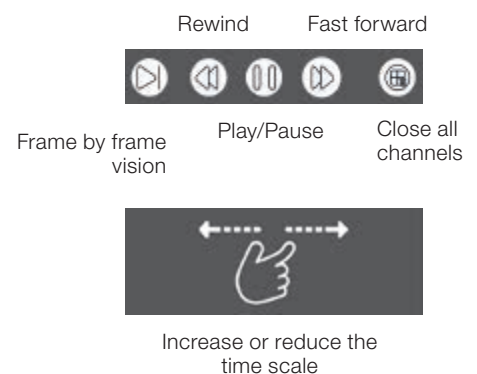 Rewind
Fast forward
Frame by frame
vision
Play/Pause
Close all
channels
Increase or reduce the
time scale